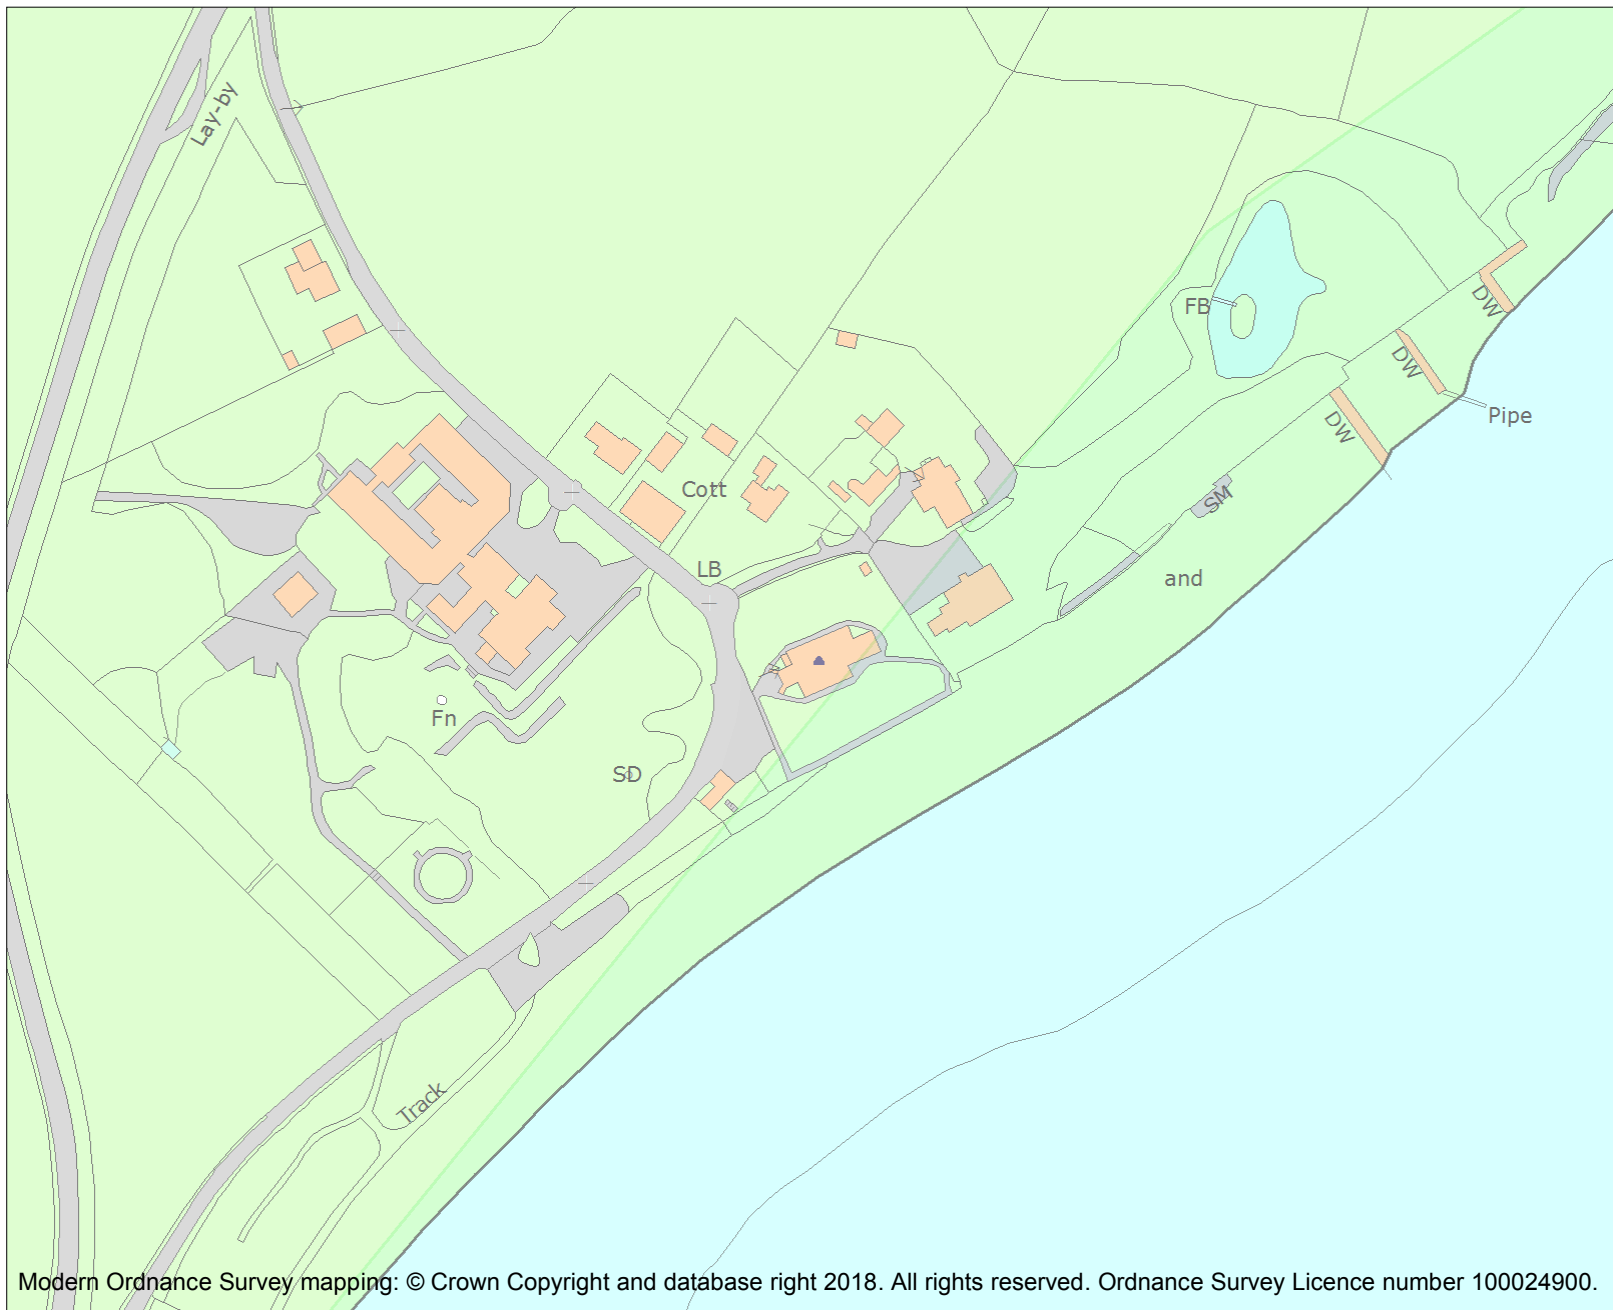 Lay-by
FB
DW
DW
DW
Pipe
Cott
SM
LB
and
Fn
SD
Track
Modern Ordnance Survey mapping: © Crown Copyright and database right 2018. All rights reserved. Ordnance Survey Licence number 100024900.